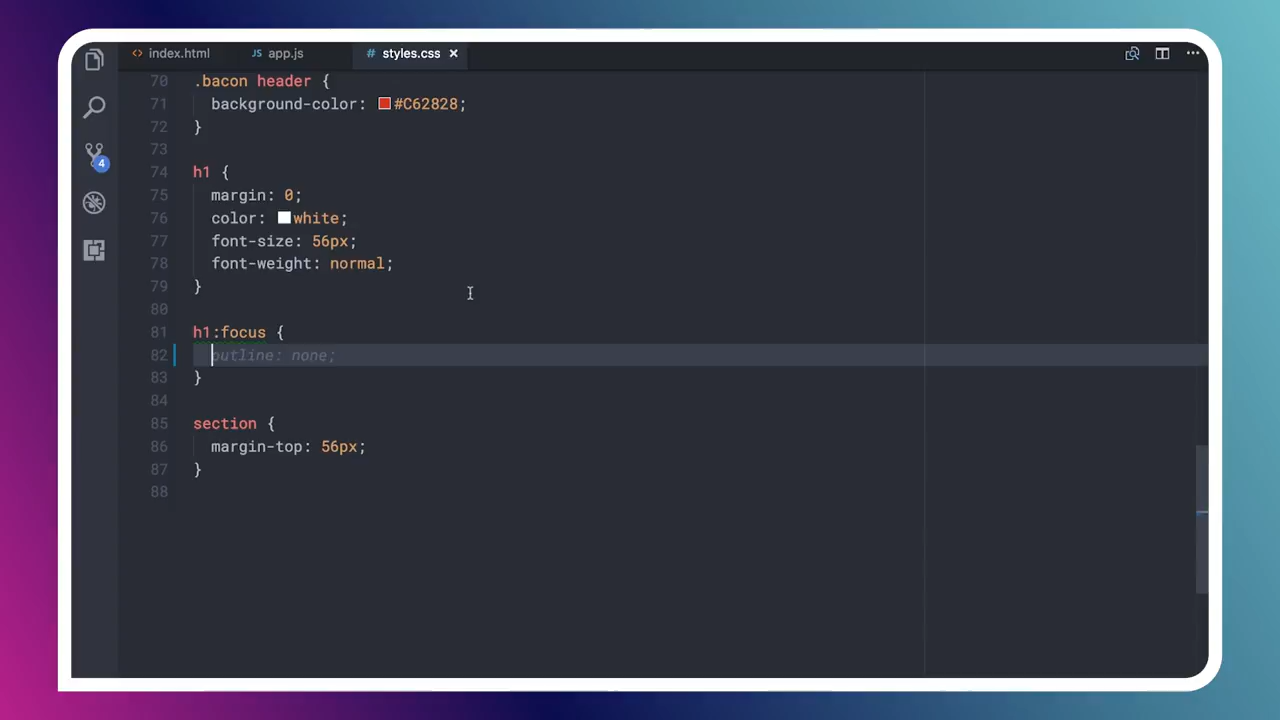 index.html
app.js
styles.css
4
70 .bacon header {
71 background-color: #C62828;
72 }
73
74 h1 {
75 margin: 0;
76 color: white;
77 font-size: 56px;
78 font-weight: normal;
79 }
80
81 h1:focus {
82 outline: none;
83 }
84
85 section {
86 margin-top: 56px;
87 }
88